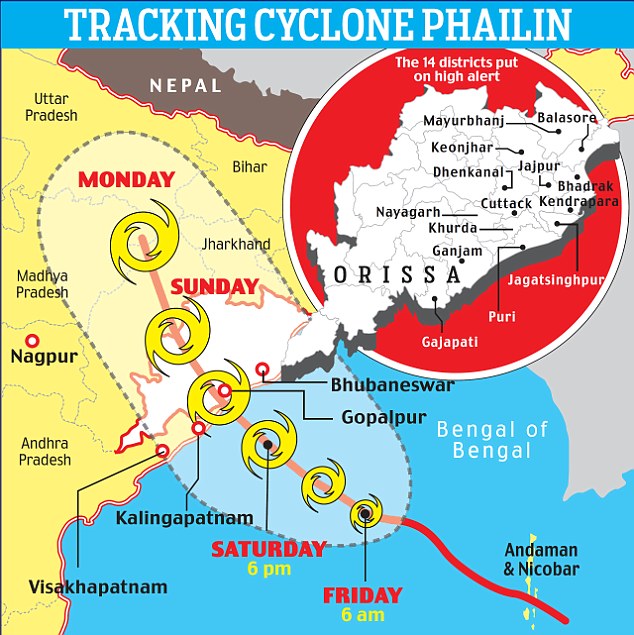 TRACKING CYCLONE PHAILIN
NEPAL
Uttar
Pradesh
Bihar
MONDAY
Jharkhand
SUNDAY
Madhya
Pradesh
Nagpur
Andhra
Pradesh
The 14 districts put
on high alert
Mayurbhanj
Balasore
Keonjhar
Dhenkanal
Jajpur
Bhadrak
Cuttack
Kendrapara
Nayagarh
Khurda
Ganjam
ORISSA
Jagatsinghpur
Puri
Gajapati
Bhubaneswar
Gopalpur
Bengal of
Bengal
Kalingapatnam
SATURDAY
6 pm
Visakhapatnam
FRIDAY
6 am
Andaman
& Nicobar